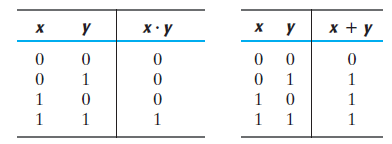 x y x · y x y x + y
0 0 0 0 0 0
0 1 0 0 1 1
1 0 0 1 0 1
1 1 1 1 1 1